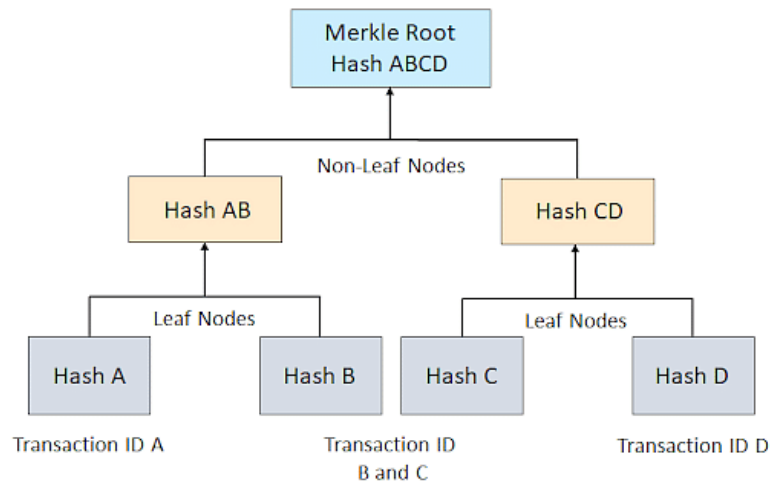 Merkle Root
Hash ABCD
Non-Leaf Nodes
Hash AB
Hash CD
Leaf Nodes
Leaf Nodes
Hash A
Hash B
Hash C
Hash D
Transaction ID A
Transaction ID
B and C
Transaction ID D